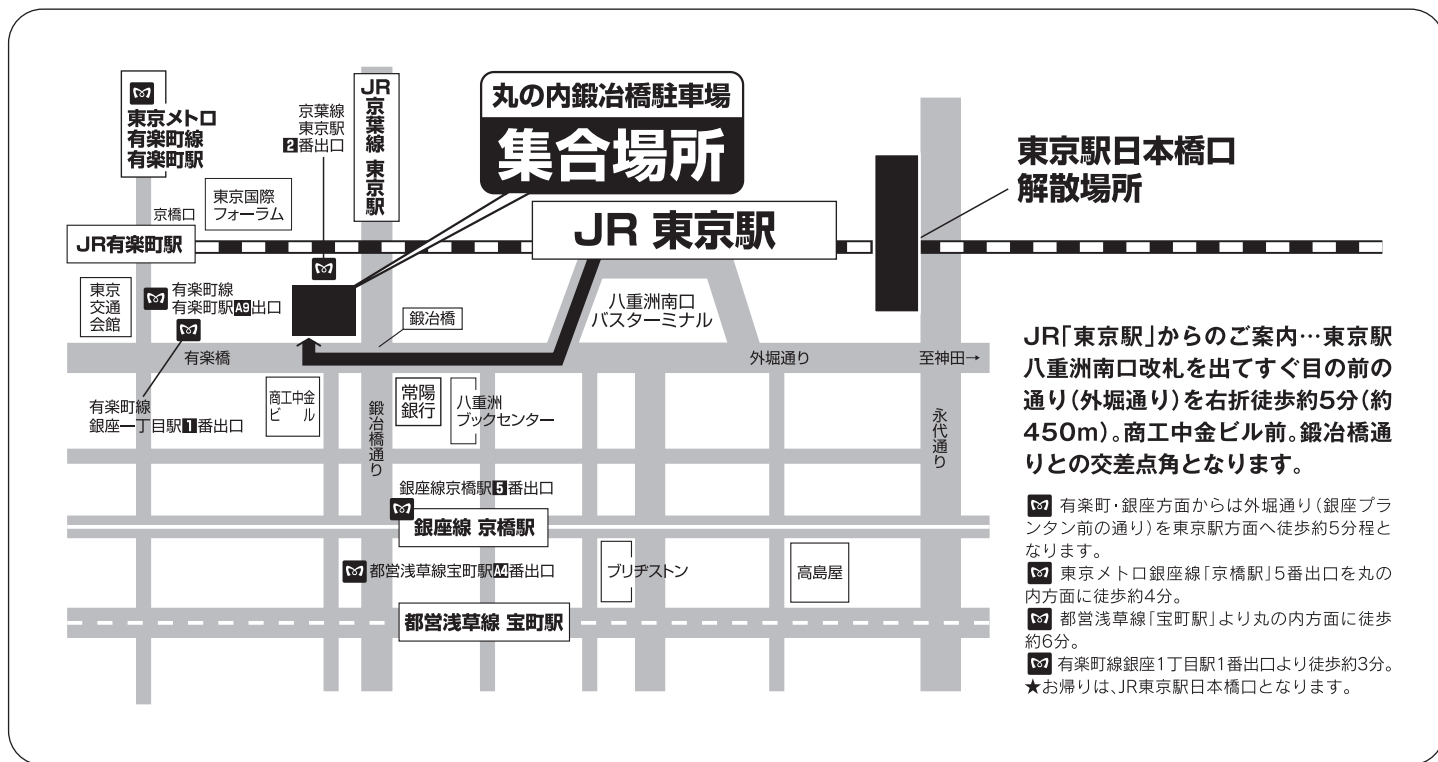 東京メトロ
有楽町線
有楽町駅
京葉線
東京駅
2番出口
JR京葉線 東京駅
丸の内鍛冶橋駐車場
集合場所
東京駅日本橋口
解散場所
東京国際
フォーラム
京橋口
JR有楽町駅
JR 東京駅
東京
交通
会館
有楽町線
有楽町駅A9出口
鍛冶橋
八重洲南口
バスターミナル
有楽橋
外堀通り
至神田→
有楽町線
銀座一丁目駅1番出口
商工中金
ビル
鍛冶橋通り
常陽
銀行
八重洲
ブックセンター
永代通り
銀座線京橋駅5番出口
銀座線 京橋駅
都営浅草線宝町駅A4番出口
ブリヂストン
高島屋
都営浅草線 宝町駅
JR「東京駅」からのご案内…東京駅
八重洲南口改札を出てすぐ目の前の
通り(外堀通り)を右折徒歩約5分(約
450m)。商工中金ビル前。鍛冶橋通
りとの交差点角となります。
有楽町・銀座方面からは外堀通り(銀座プラ
ンタン前の通り)を東京駅方面へ徒歩約5分程と
なります。
東京メトロ銀座線「京橋駅」5番出口を丸の
内方面に徒歩約4分。
都営浅草線「宝町駅」より丸の内方面に徒歩
約6分。
有楽町線銀座1丁目駅1番出口より徒歩約3分。
★お帰りは、JR東京駅日本橋口となります。